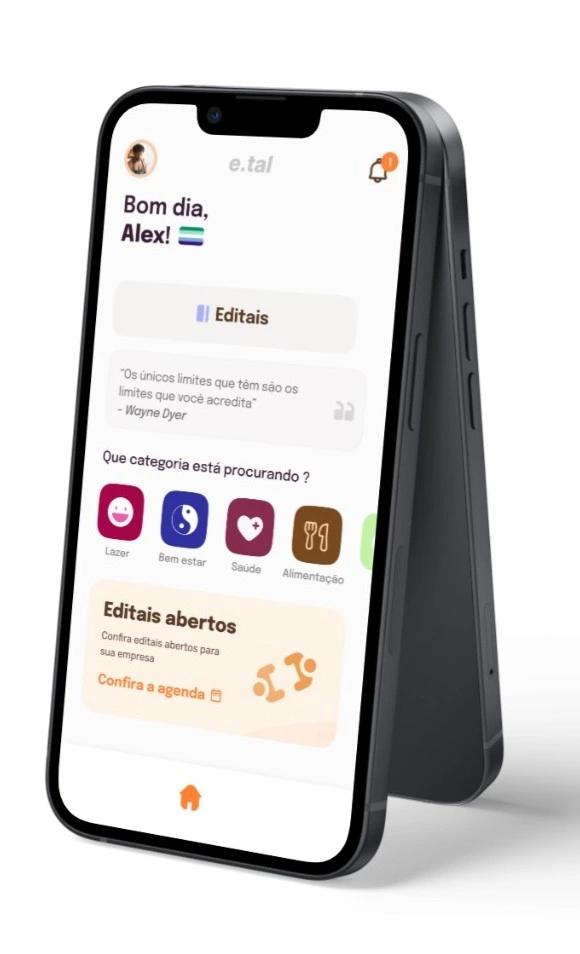 e.tal
1
Bom dia,
Alex!
Editais
"Os únicos limites que têm são os
limites que você acredita"
- Wayne Dyer
Que categoria está procurando ?
Lazer
Bem estar
Saúde
Alimentação
Editais abertos
Confira editais abertos para
sua empresa
Confira a agenda